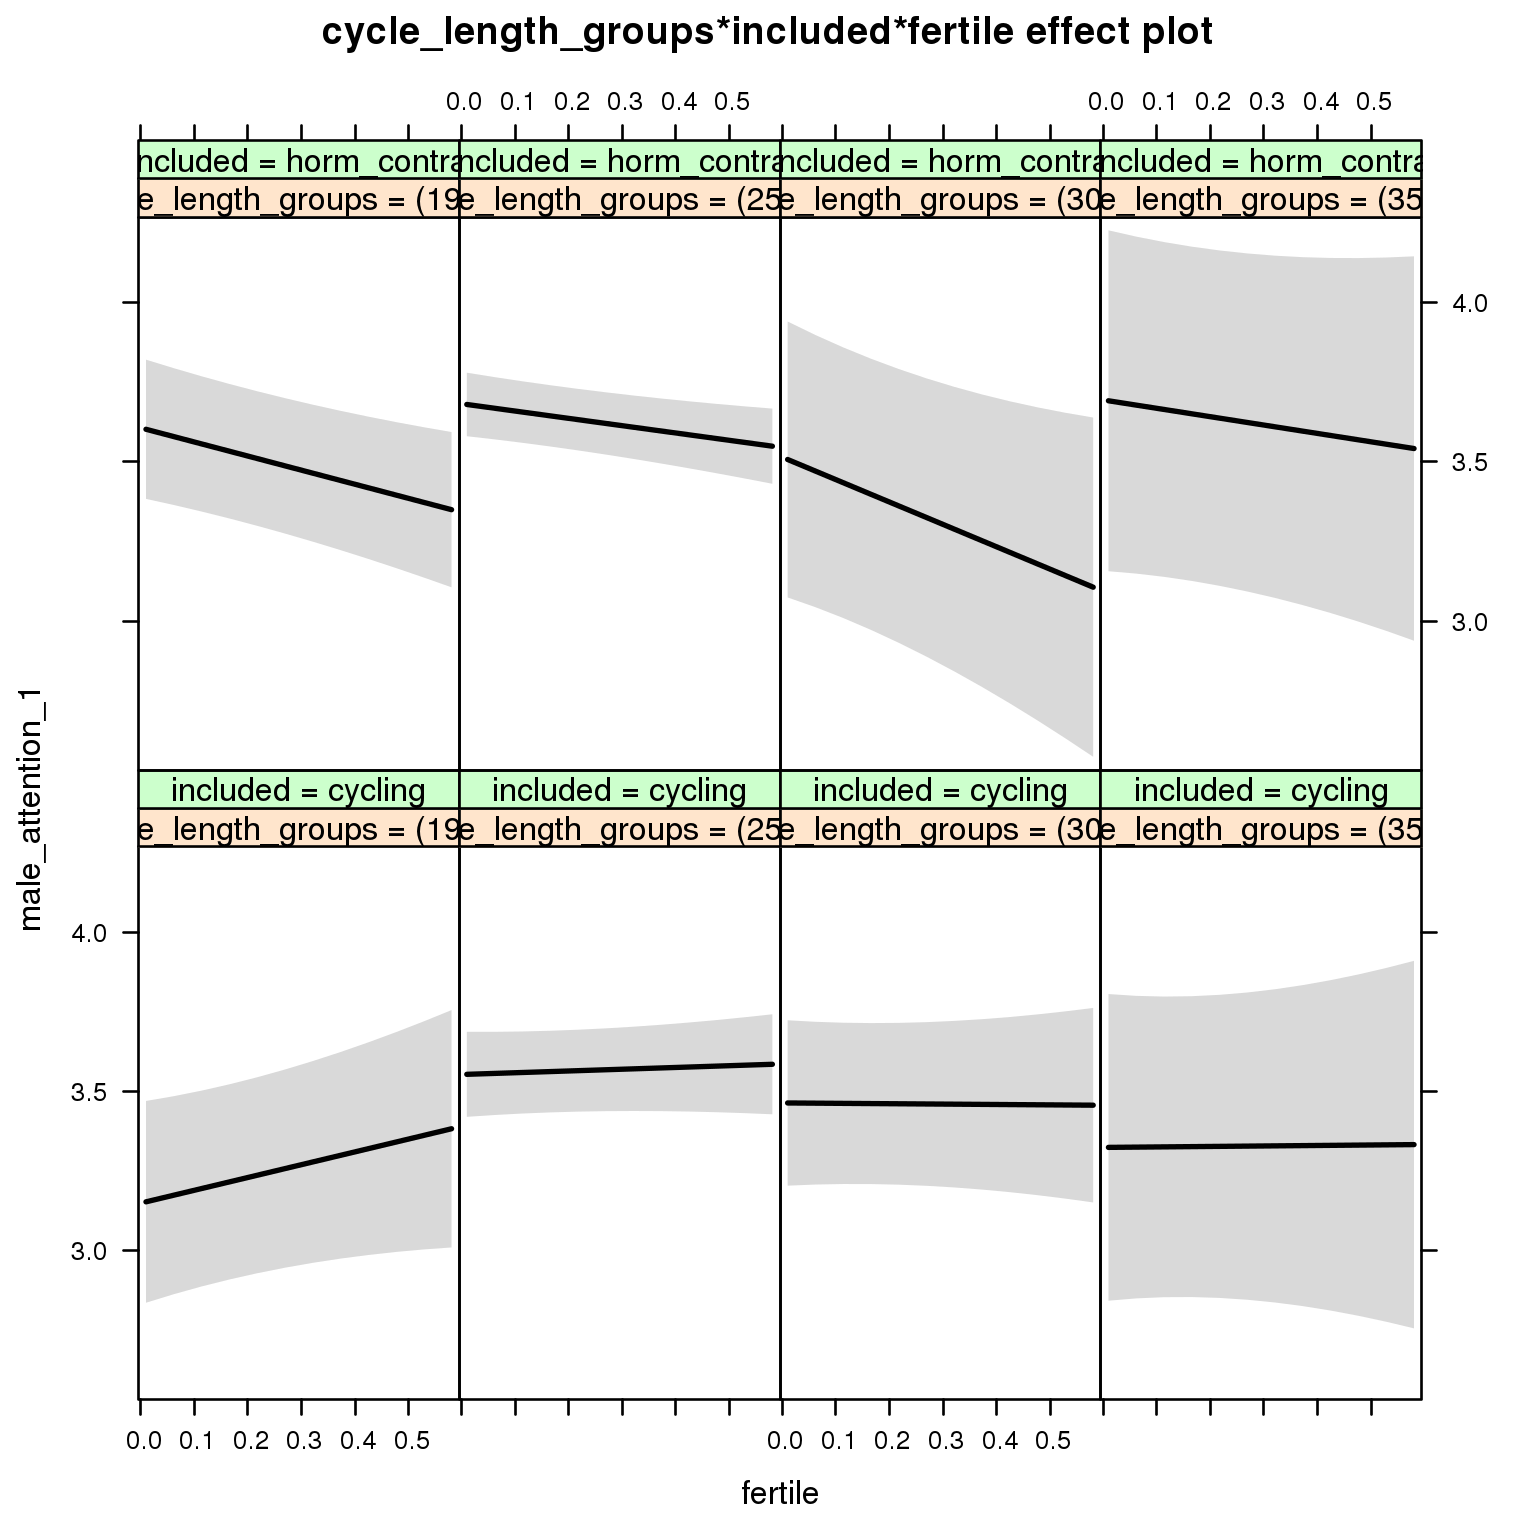 cycle_length_groups*included*fertile effect plot
0.0 0.1 0.2 0.3 0.4 0.5 0.0 0.1 0.2 0.3 0.4 0.5
ncluded = horm_contra ncluded = horm_contra ncluded = horm_contra ncluded = horm_contra
e_length_groups = (19 e_length_groups = (25 e_length_groups = (30 e_length_groups = (35
4.0
3.5
3.0
male_attention_1
included = cycling included = cycling included = cycling included = cycling
e_length_groups = (19 e_length_groups = (25 e_length_groups = (30 e_length_groups = (35
4.0
3.5
3.0
0.0 0.1 0.2 0.3 0.4 0.5 0.0 0.1 0.2 0.3 0.4 0.5
fertile